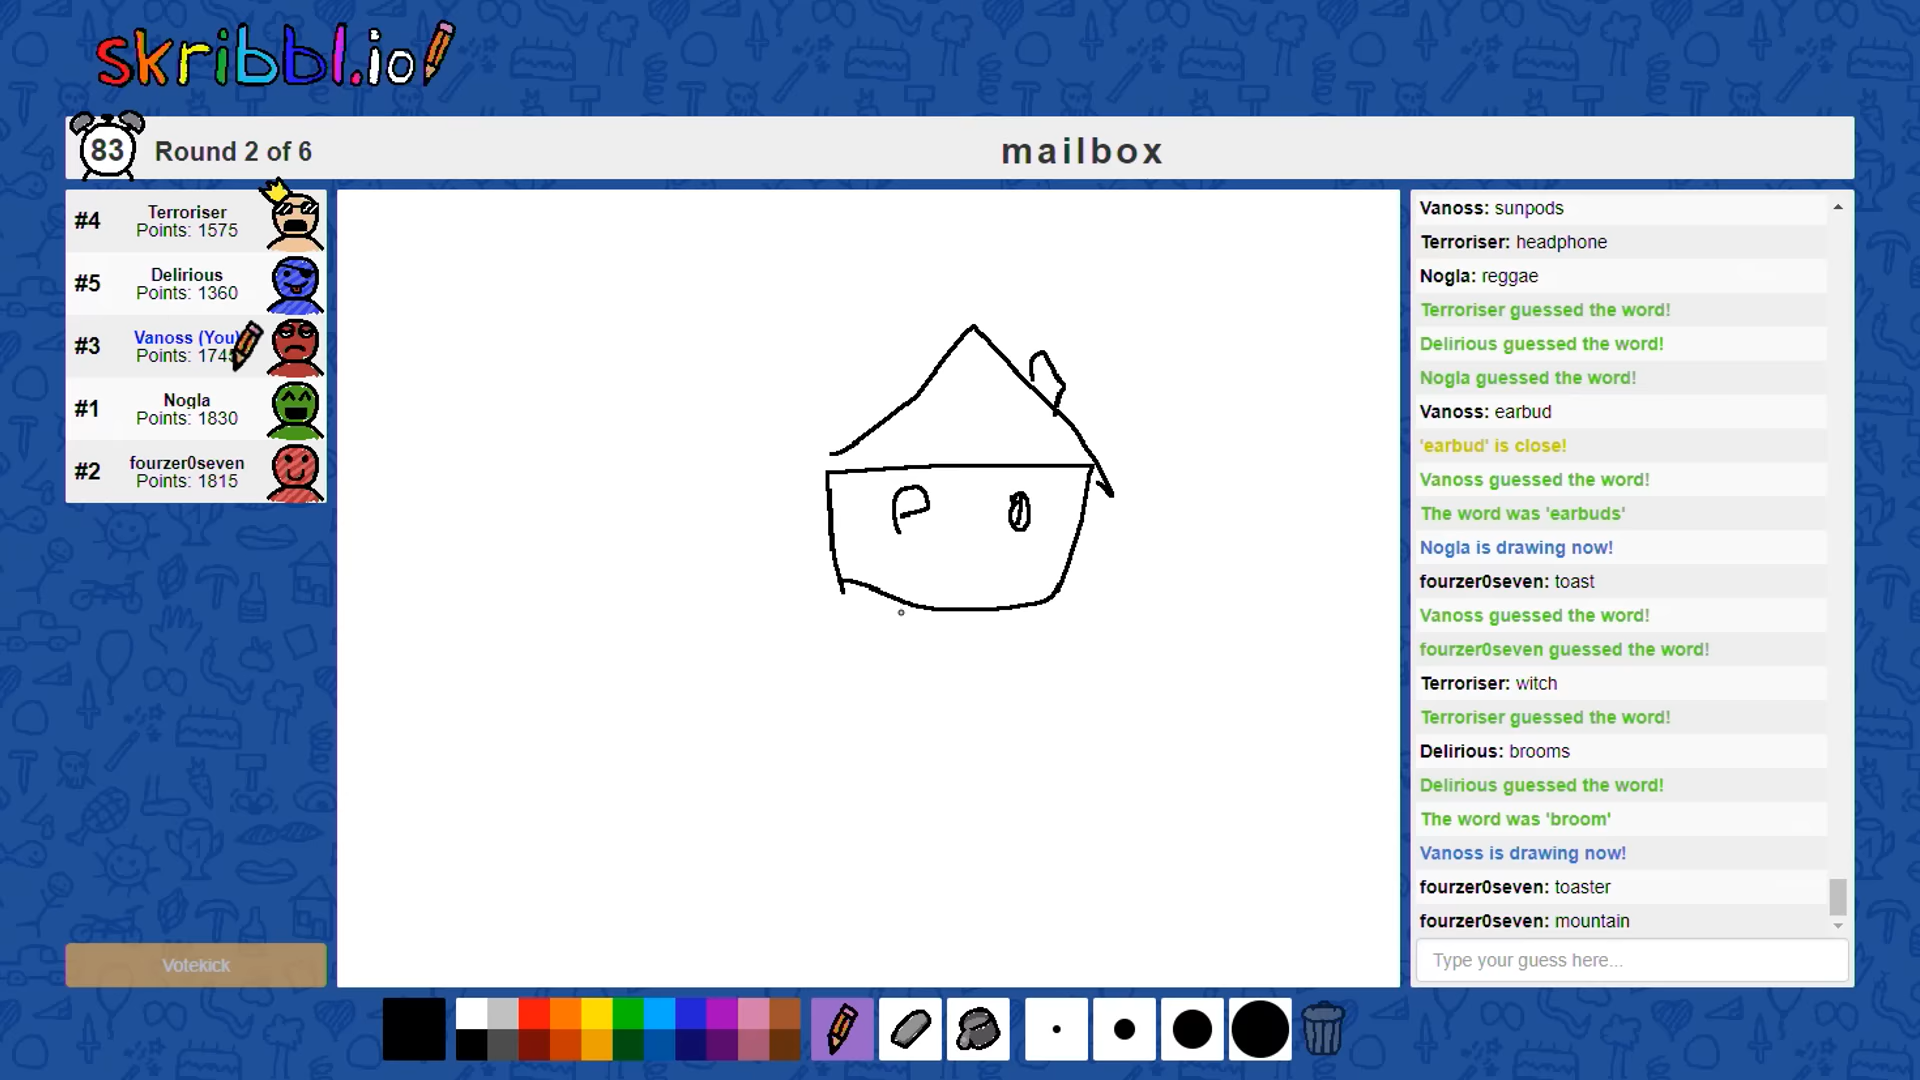 skribbl.io
83
Round 2 of 6
mailbox
#4
Terroriser
Points: 1575
#5
Delirious
Points: 1360
#3
Vanoss (You)
Points: 1745
#1
Nogla
Points: 1830
#2
fourzer0seven
Points: 1815
Votekick
Vanoss: sunpods
Terroriser: headphone
Nogla: reggae
Terroriser guessed the word!
Delirious guessed the word!
Nogla guessed the word!
Vanoss: earbud
'earbud' is close!
Vanoss guessed the word!
The word was 'earbuds'
Nogla is drawing now!
fourzer0seven: toast
Vanoss guessed the word!
fourzer0seven guessed the word!
Terroriser: witch
Terroriser guessed the word!
Delirious: brooms
Delirious guessed the word!
The word was 'broom'
Vanoss is drawing now!
fourzer0seven: toaster
fourzer0seven: mountain
Type your guess here...